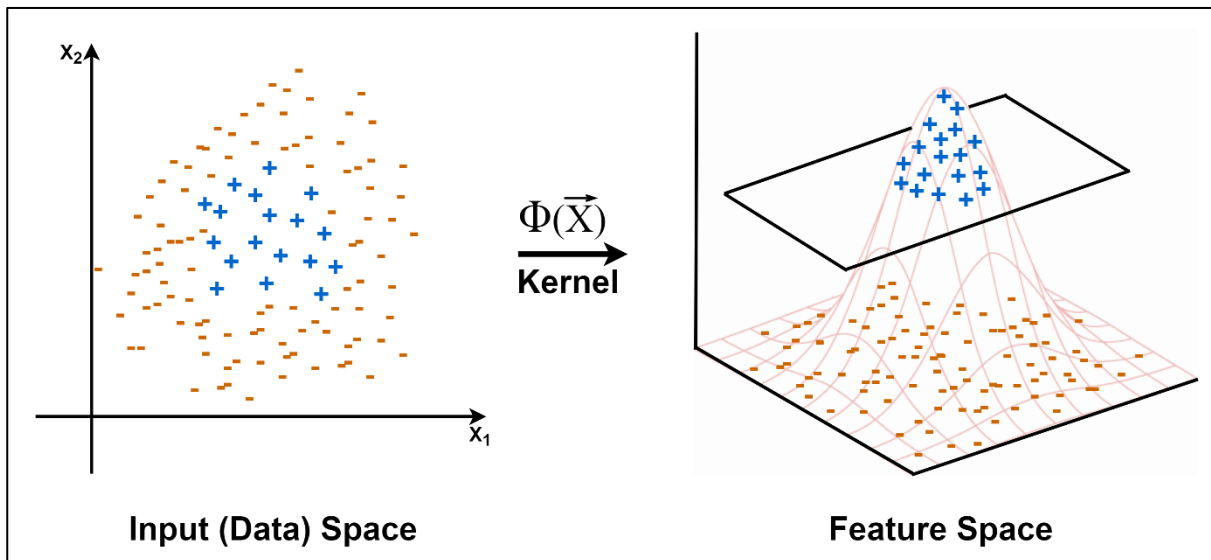 X₂
X₁
Φ(X⃗)
Kernel
Input (Data) Space
Feature Space